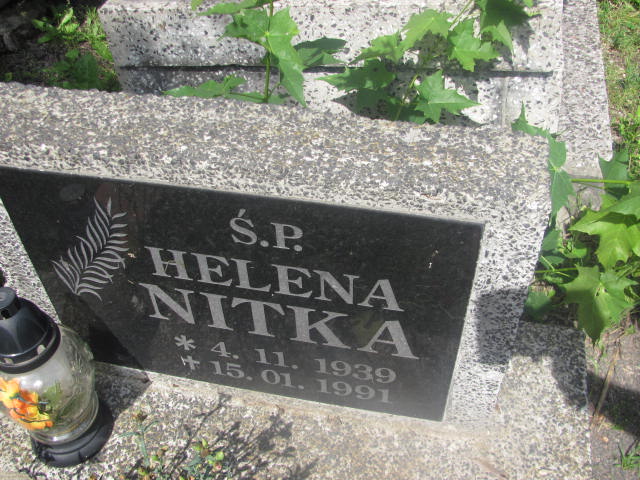 Ś.P.
HELENA
NITKA
* 4. 11. 1939
+ 15. 01. 1991